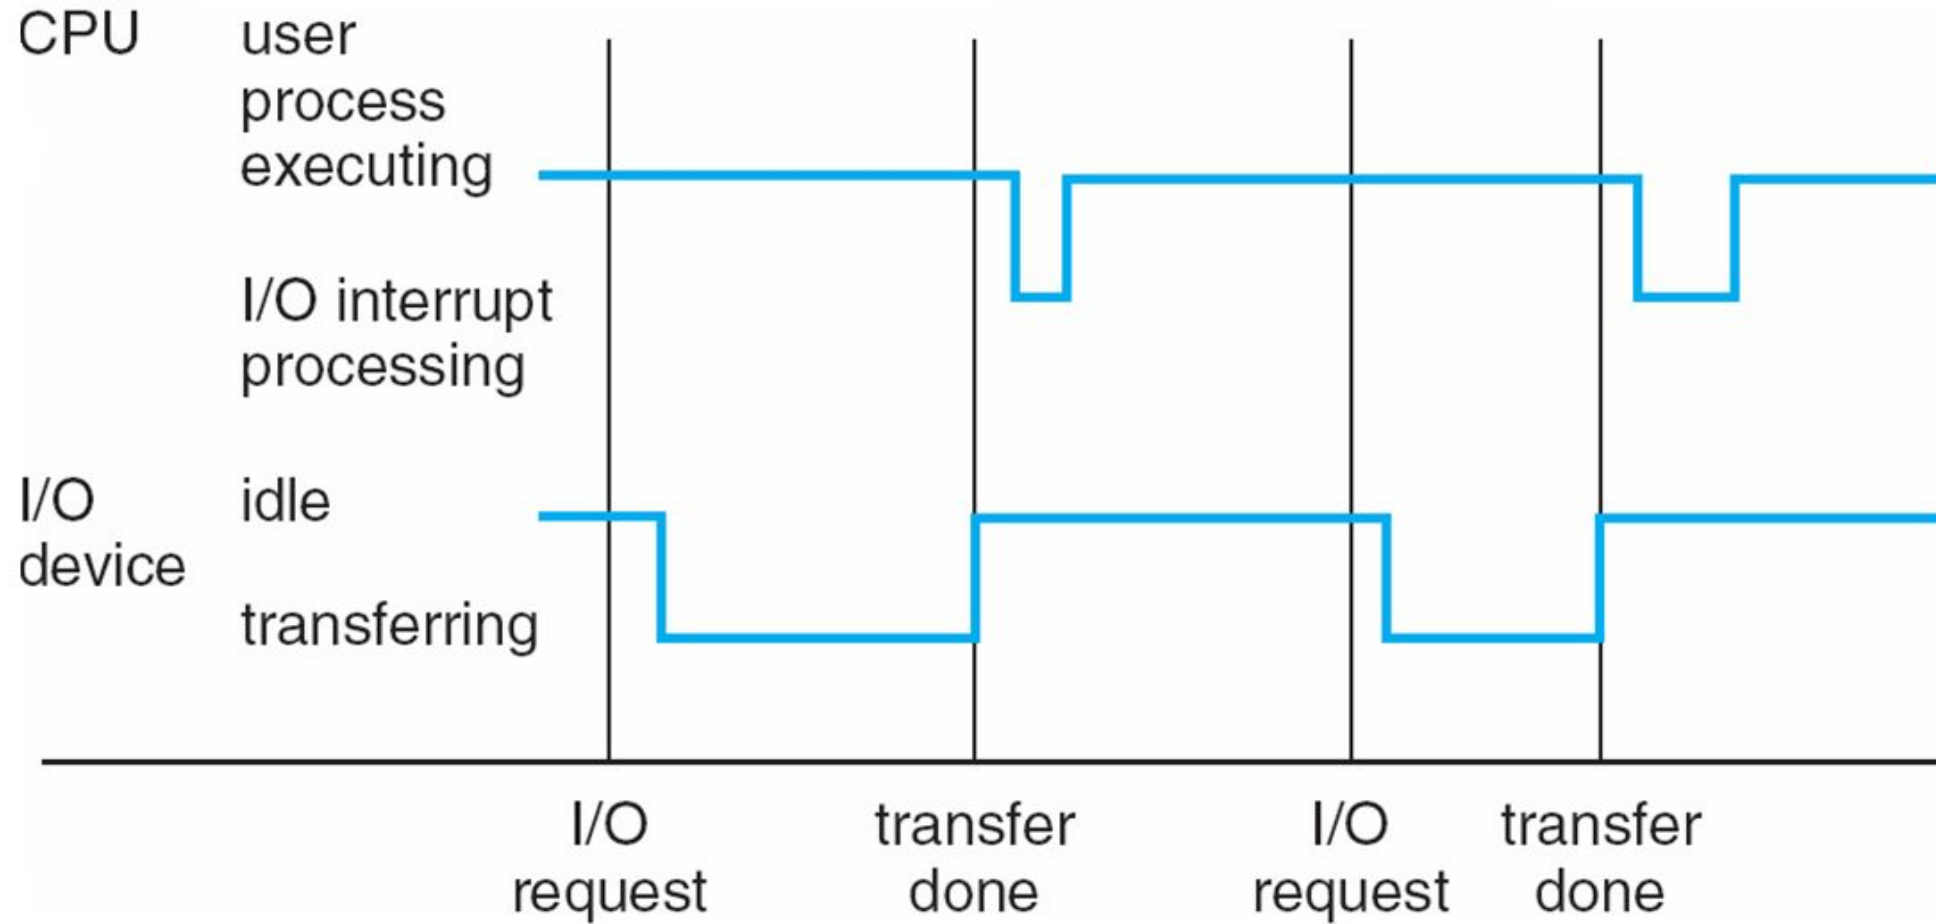 CPU
user
process
executing
I/O interrupt
processing
I/O
device
idle
transferring
I/O
request
transfer
done
I/O
request
transfer
done